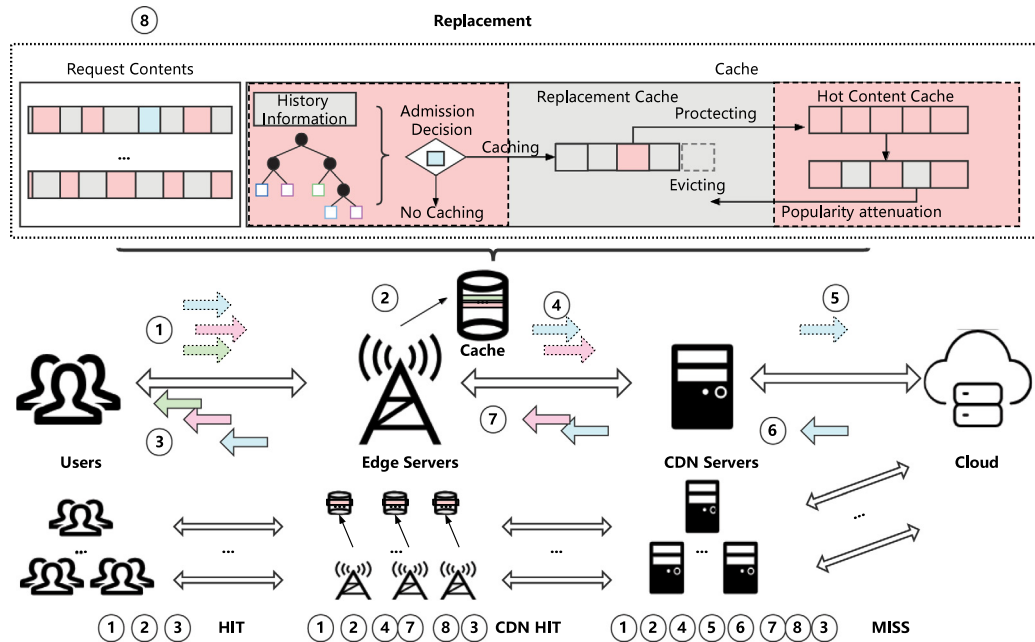 8 Replacement
Request Contents
Cache
History
Information
Admission
Decision
Replacement Cache
Hot Content Cache
Proctecting
Caching
...
Evicting
No Caching
Popularity attenuation
2
5
1
4
...
Cache
3
7
6
Users
Edge Servers
CDN Servers
Cloud
...
...
...
...
...
...
...
1 2 3 HIT
1 2 4 7 8 3 CDN HIT
1 2 4 5 6 7 8 3 MISS